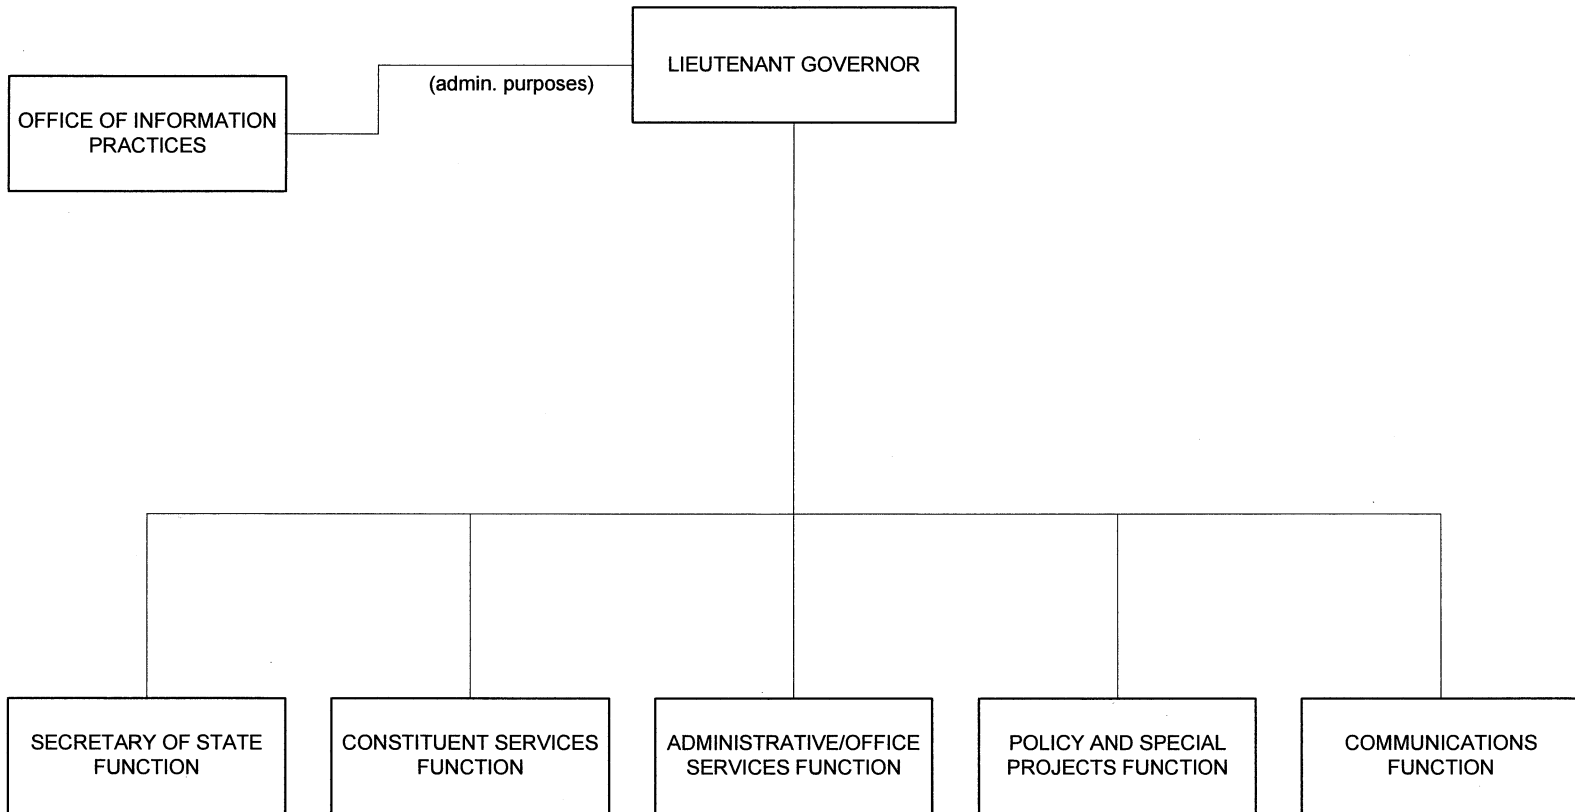 LIEUTENANT GOVERNOR
(admin. purposes)
OFFICE OF INFORMATION
PRACTICES
SECRETARY OF STATE
FUNCTION
CONSTITUENT SERVICES
FUNCTION
ADMINISTRATIVE/OFFICE
SERVICES FUNCTION
POLICY AND SPECIAL
PROJECTS FUNCTION
COMMUNICATIONS
FUNCTION